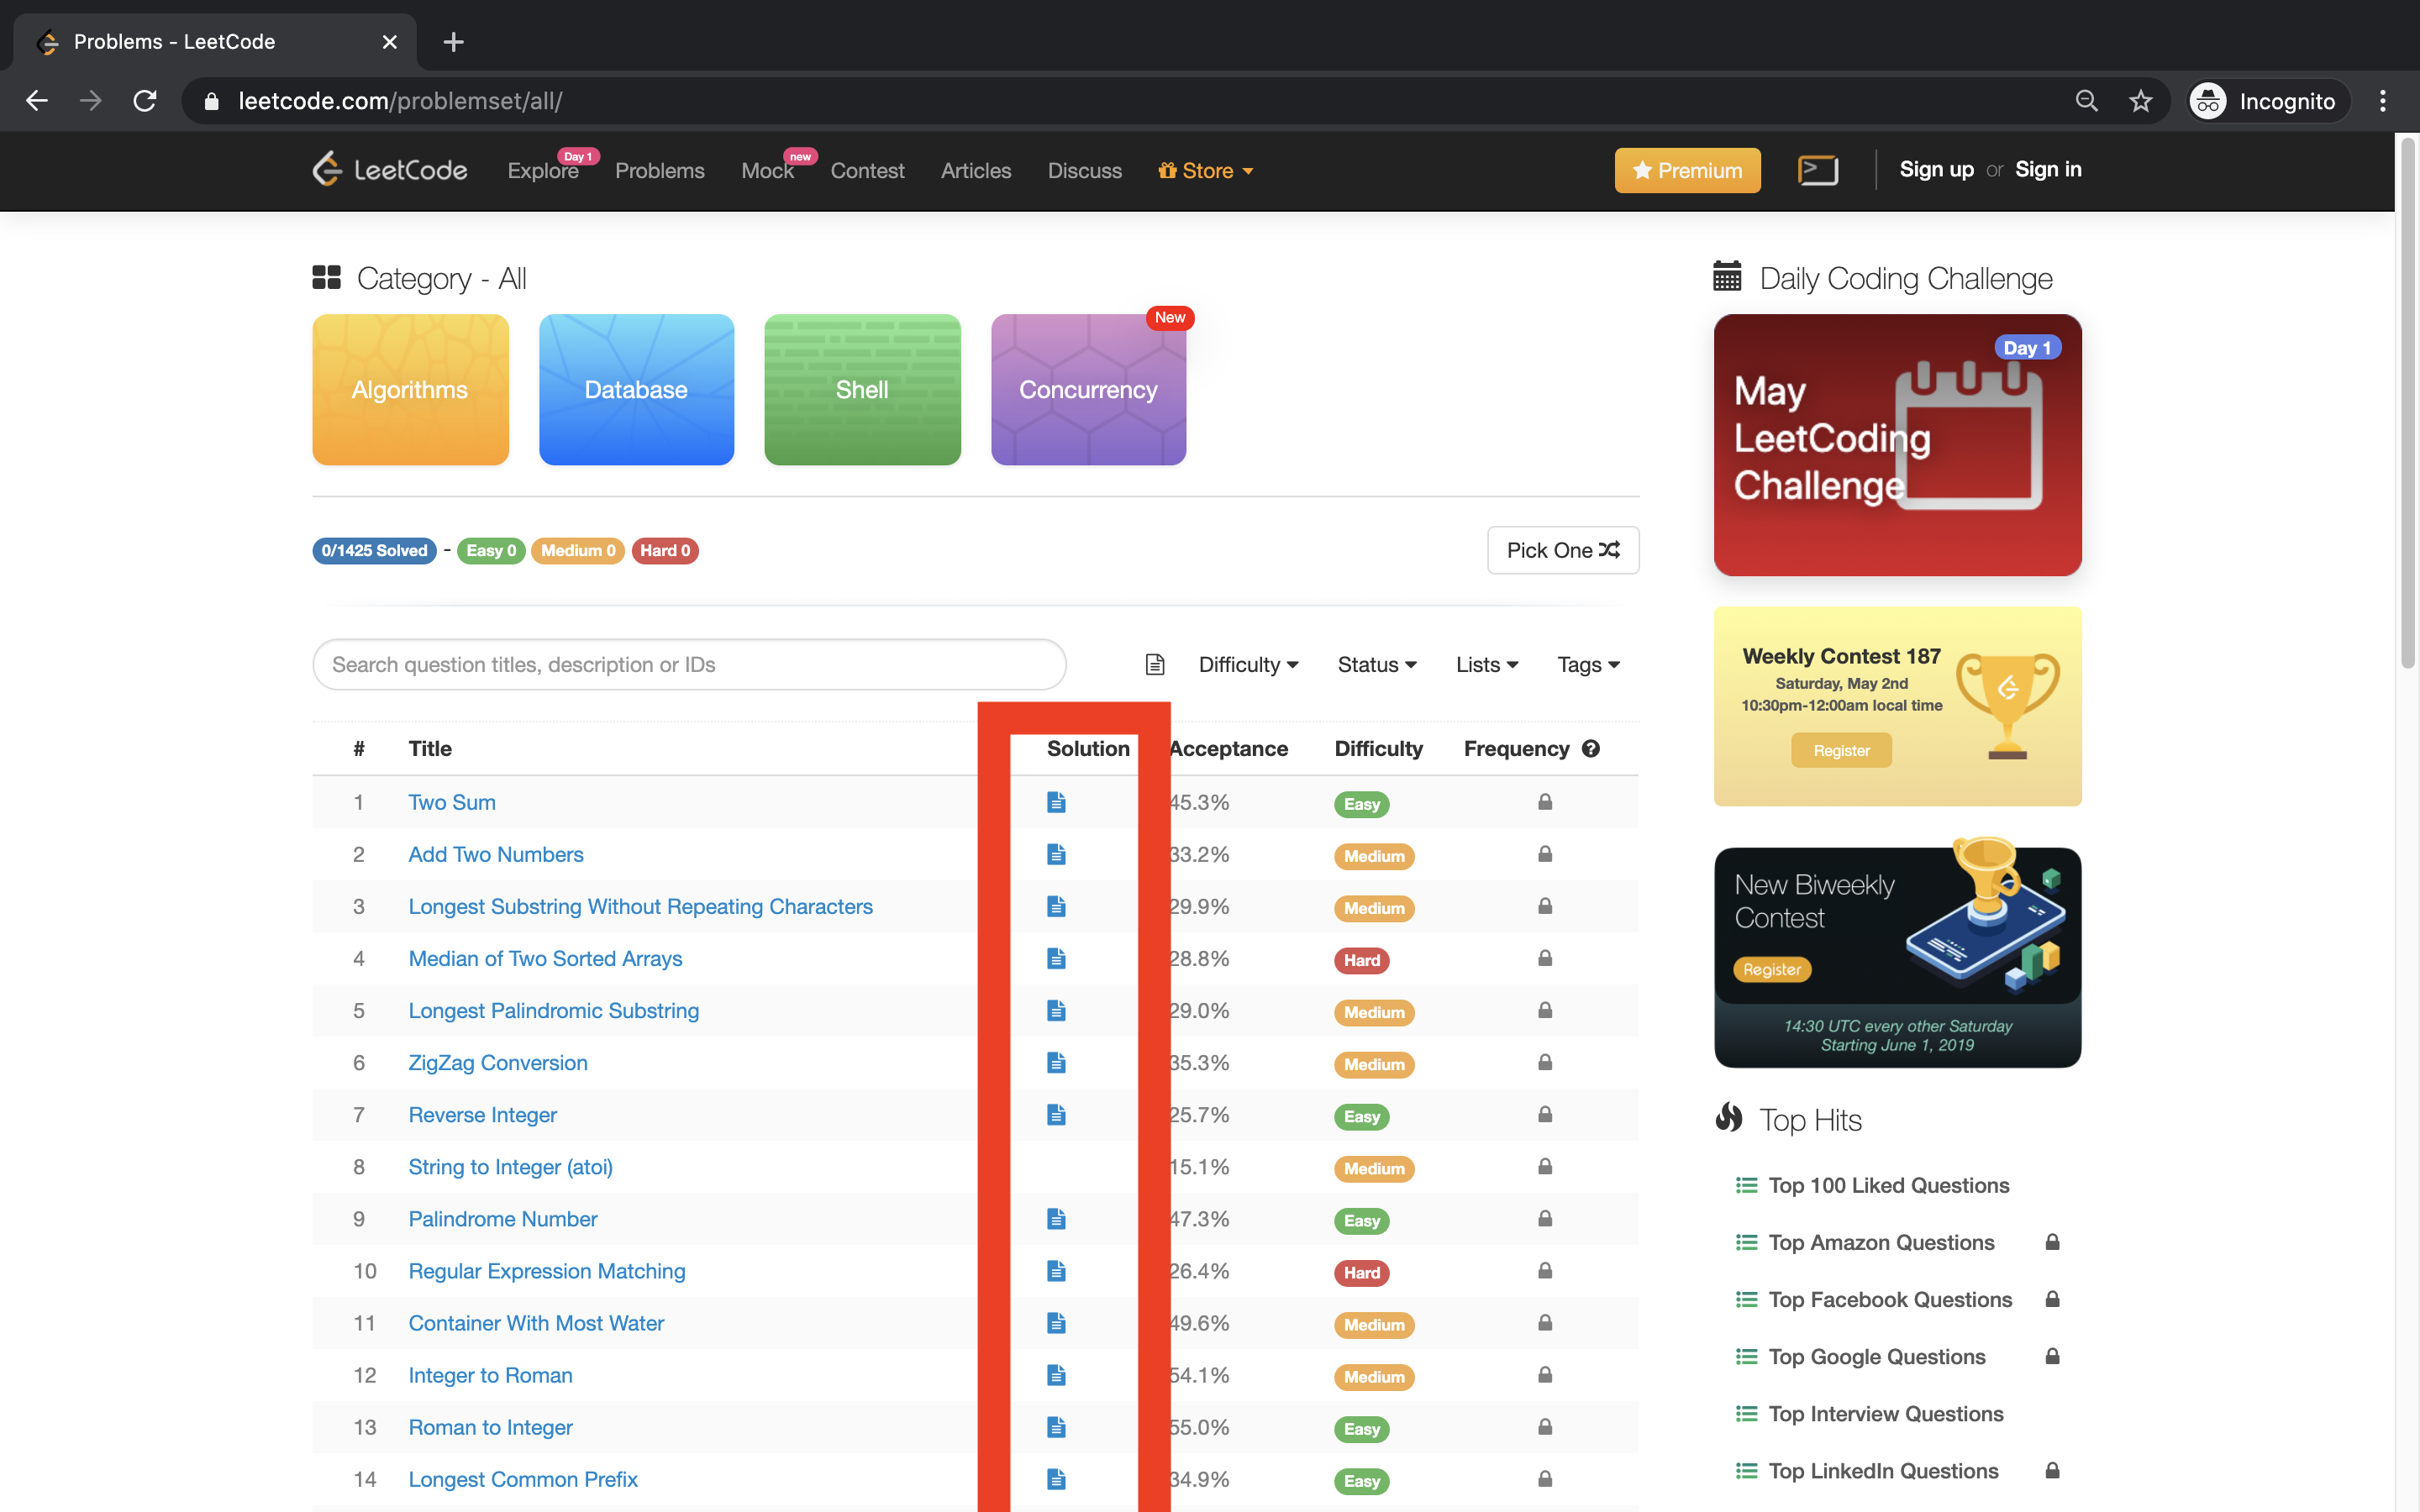 Problems - LeetCode
leetcode.com/problemset/all/
Incognito
LeetCode
Explore
Day 1
Problems
Mock
new
Contest
Articles
Discuss
Store
Premium
Sign up or Sign in
Category - All
Algorithms
Database
Shell
Concurrency
New
0/1425 Solved - Easy 0 Medium 0 Hard 0
Pick One
Search question titles, description or IDs
Difficulty
Status
Lists
Tags
# Title Solution Acceptance Difficulty Frequency ?
1 Two Sum 45.3% Easy
2 Add Two Numbers 33.2% Medium
3 Longest Substring Without Repeating Characters 29.9% Medium
4 Median of Two Sorted Arrays 28.8% Hard
5 Longest Palindromic Substring 29.0% Medium
6 ZigZag Conversion 35.3% Medium
7 Reverse Integer 25.7% Easy
8 String to Integer (atoi) 15.1% Medium
9 Palindrome Number 47.3% Easy
10 Regular Expression Matching 26.4% Hard
11 Container With Most Water 49.6% Medium
12 Integer to Roman 54.1% Medium
13 Roman to Integer 55.0% Easy
14 Longest Common Prefix 34.9% Easy
Daily Coding Challenge
Day 1
May
LeetCoding
Challenge
Weekly Contest 187
Saturday, May 2nd
10:30pm-12:00am local time
Register
New Biweekly
Contest
Register
14:30 UTC every other Saturday
Starting June 1, 2019
Top Hits
Top 100 Liked Questions
Top Amazon Questions
Top Facebook Questions
Top Google Questions
Top Interview Questions
Top LinkedIn Questions